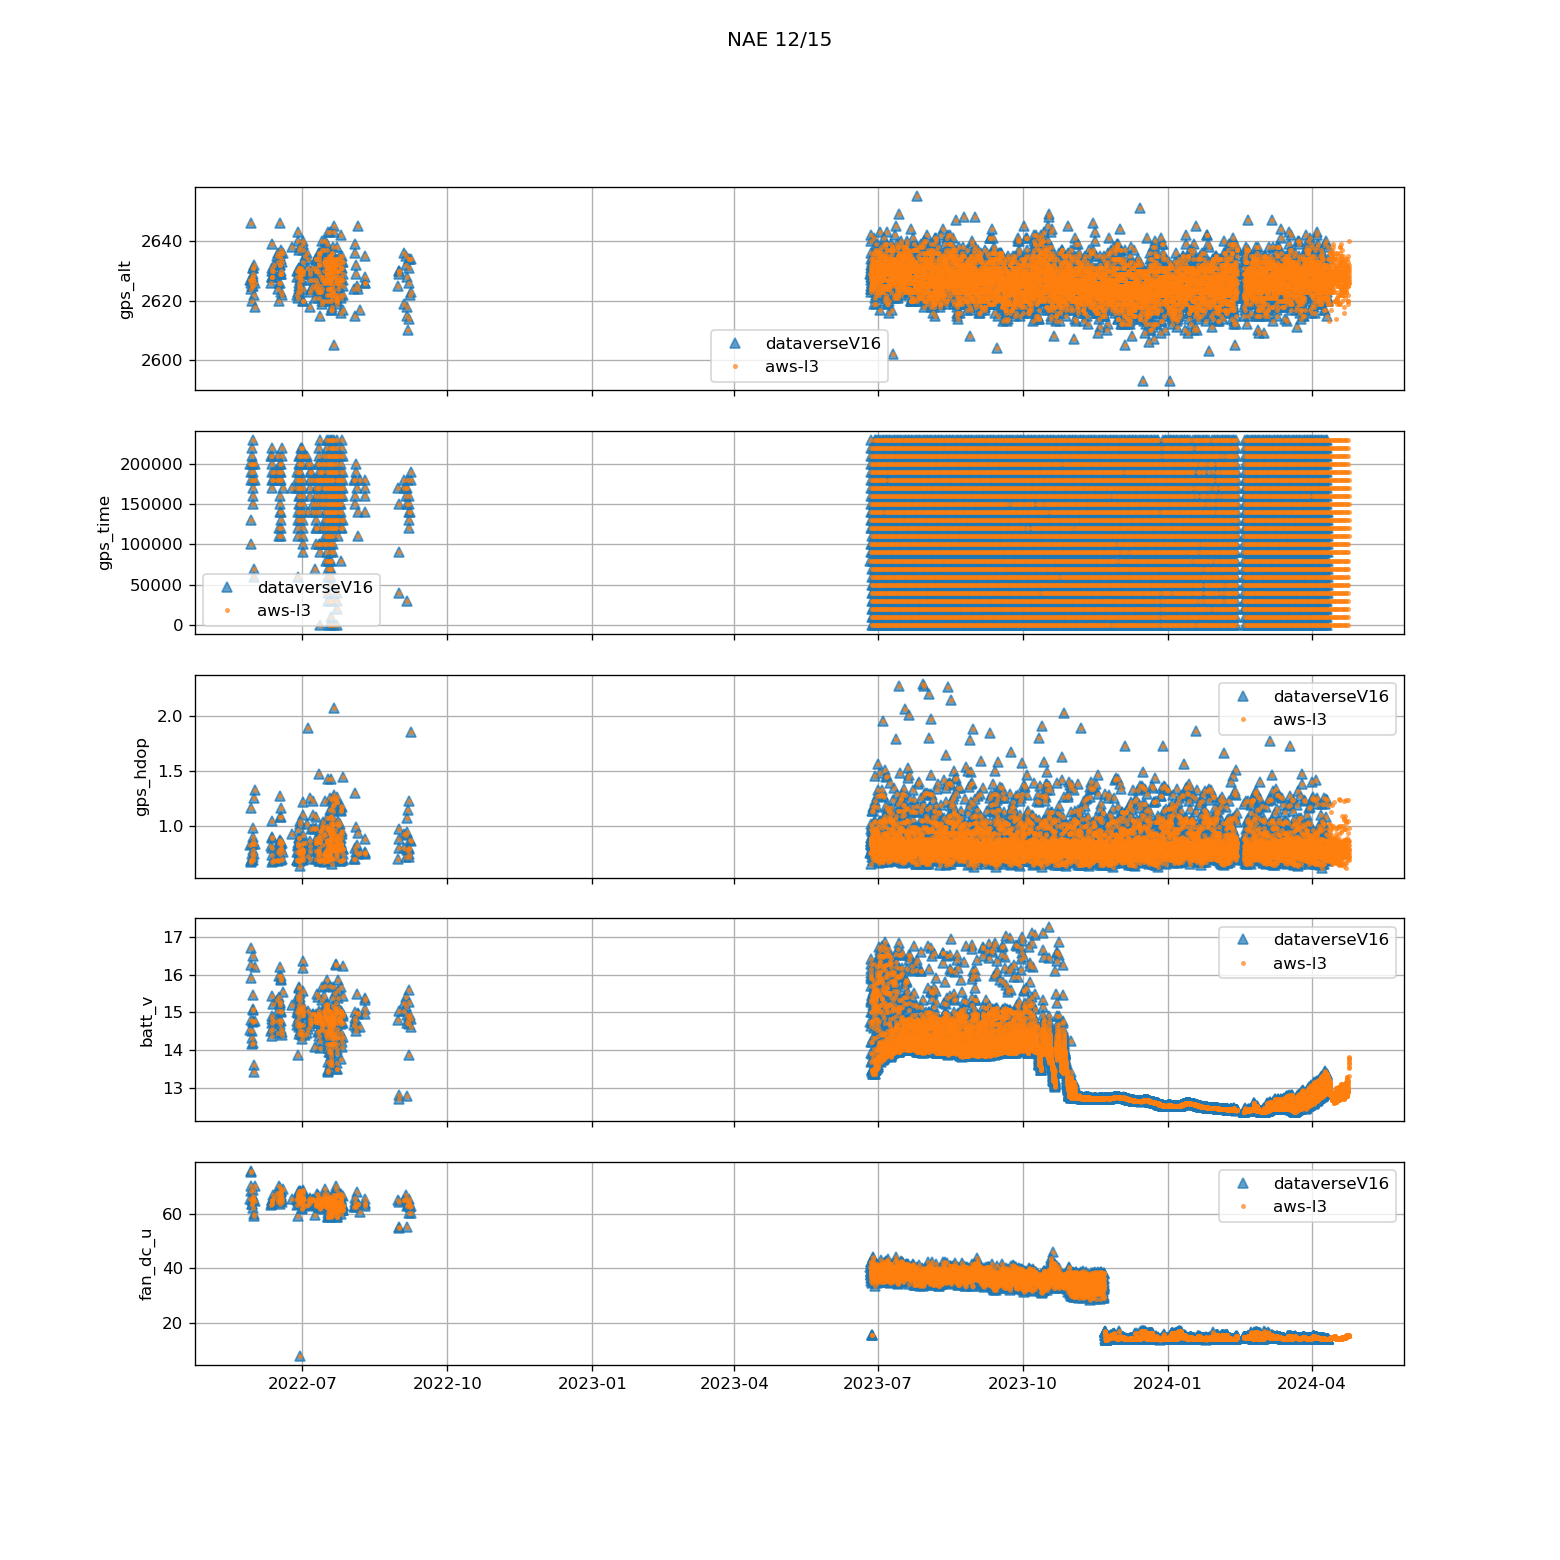 NAE 12/15
gps_alt
2640
2620
2600
dataverseV16
aws-l3
gps_time
200000
150000
100000
50000
0
dataverseV16
aws-l3
gps_hdop
2.0
1.5
1.0
dataverseV16
aws-l3
batt_v
17
16
15
14
13
dataverseV16
aws-l3
fan_dc_u
60
40
20
dataverseV16
aws-l3
2022-07 2022-10 2023-01 2023-04 2023-07 2023-10 2024-01 2024-04